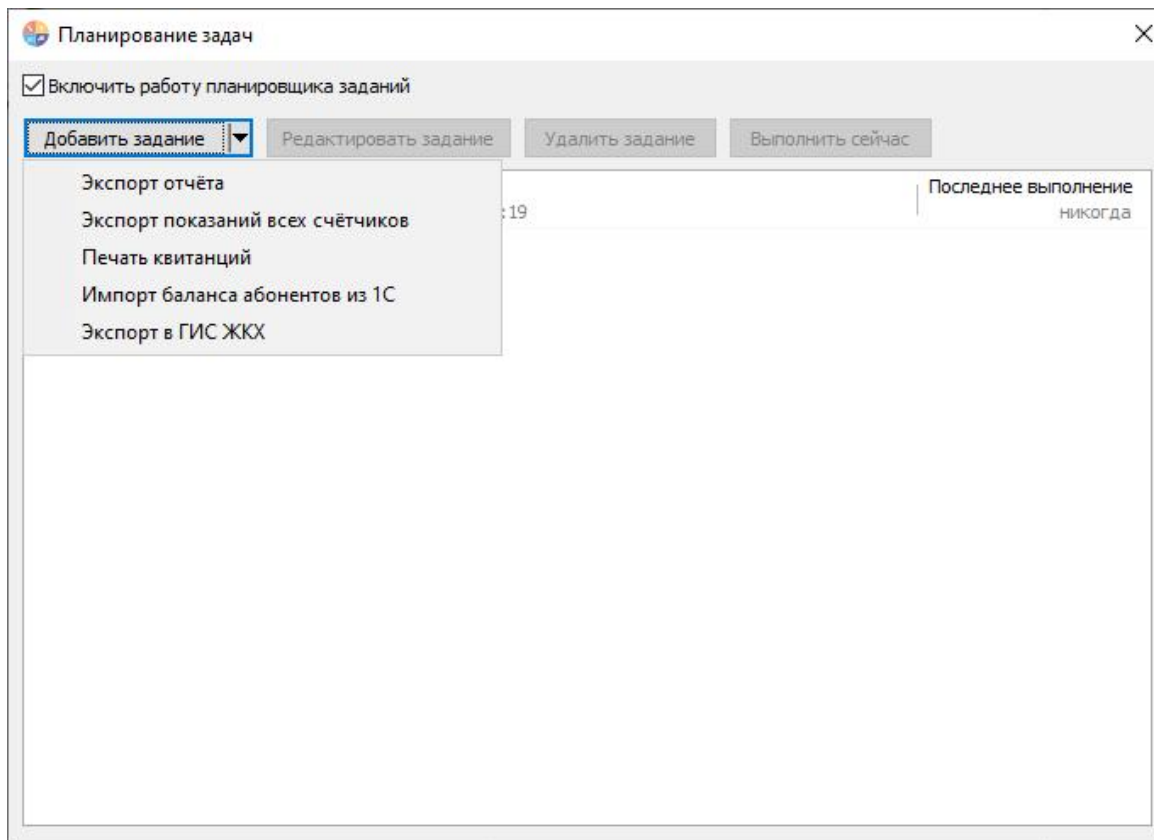 Планирование задач
Включить работу планировщика заданий
Добавить задание Редактировать задание Удалить задание Выполнить сейчас
Экспорт отчёта
Последнее выполнение
:19
никогда
Экспорт показаний всех счётчиков
Печать квитанций
Импорт баланса абонентов из 1С
Экспорт в ГИС ЖКХ